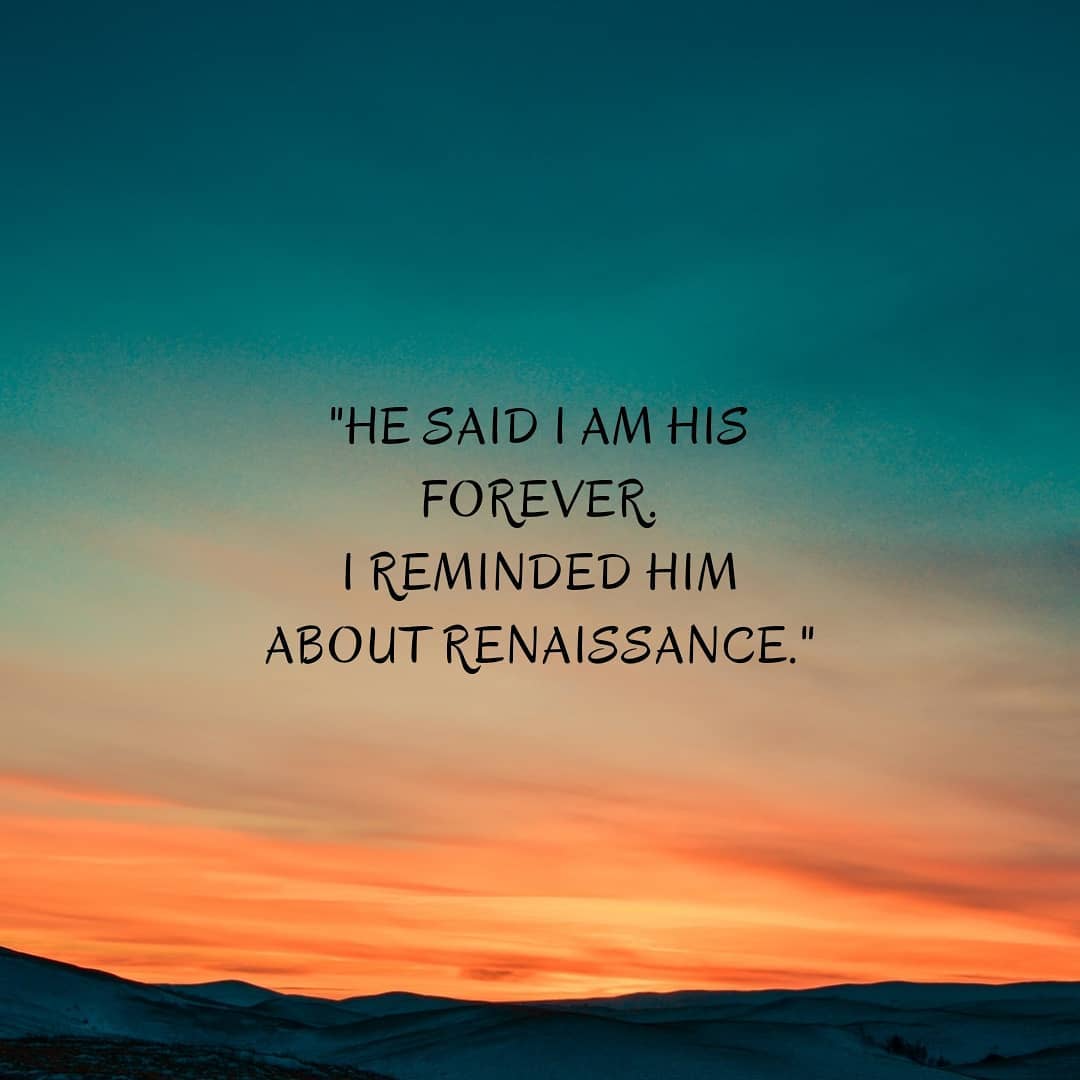 "HE SAID I AM HIS
FOREVER.
I REMINDED HIM
ABOUT RENAISSANCE."